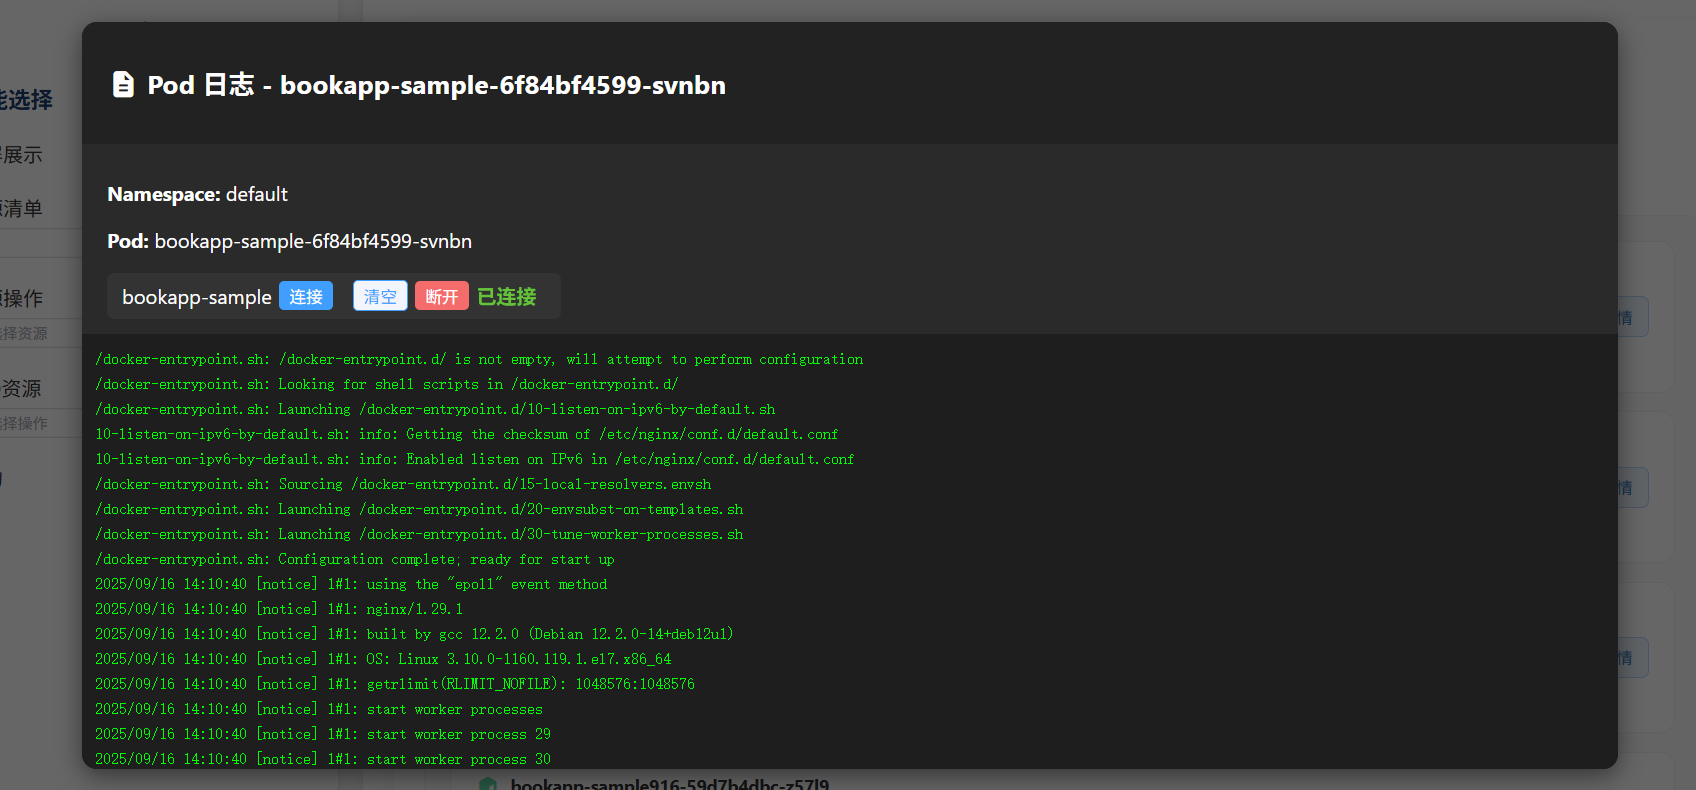 Pod 日志 - bookapp-sample-6f84bf4599-svnbn
能选择
展示
清单
操作
选择资源
资源
选择操作
Namespace: default
Pod: bookapp-sample-6f84bf4599-svnbn
bookapp-sample 连接 清空 断开 已连接
/docker-entrypoint.sh: /docker-entrypoint.d/ is not empty, will attempt to perform configuration
/docker-entrypoint.sh: Looking for shell scripts in /docker-entrypoint.d/
/docker-entrypoint.sh: Launching /docker-entrypoint.d/10-listen-on-ipv6-by-default.sh
10-listen-on-ipv6-by-default.sh: info: Getting the checksum of /etc/nginx/conf.d/default.conf
10-listen-on-ipv6-by-default.sh: info: Enabled listen on IPv6 in /etc/nginx/conf.d/default.conf
/docker-entrypoint.sh: Sourcing /docker-entrypoint.d/15-local-resolvers.envsh
/docker-entrypoint.sh: Launching /docker-entrypoint.d/20-envsubst-on-templates.sh
/docker-entrypoint.sh: Launching /docker-entrypoint.d/30-tune-worker-processes.sh
/docker-entrypoint.sh: Configuration complete; ready for start up
2025/09/16 14:10:40 [notice] 1#1: using the "epoll" event method
2025/09/16 14:10:40 [notice] 1#1: nginx/1.29.1
2025/09/16 14:10:40 [notice] 1#1: built by gcc 12.2.0 (Debian 12.2.0-14+deb12u1)
2025/09/16 14:10:40 [notice] 1#1: OS: Linux 3.10.0-1160.119.1.el7.x86_64
2025/09/16 14:10:40 [notice] 1#1: getrlimit(RLIMIT_NOFILE): 1048576:1048576
2025/09/16 14:10:40 [notice] 1#1: start worker processes
2025/09/16 14:10:40 [notice] 1#1: start worker process 29
2025/09/16 14:10:40 [notice] 1#1: start worker process 30
情
情
情
bookapp-sample916-59d7b4dbc-z57l9